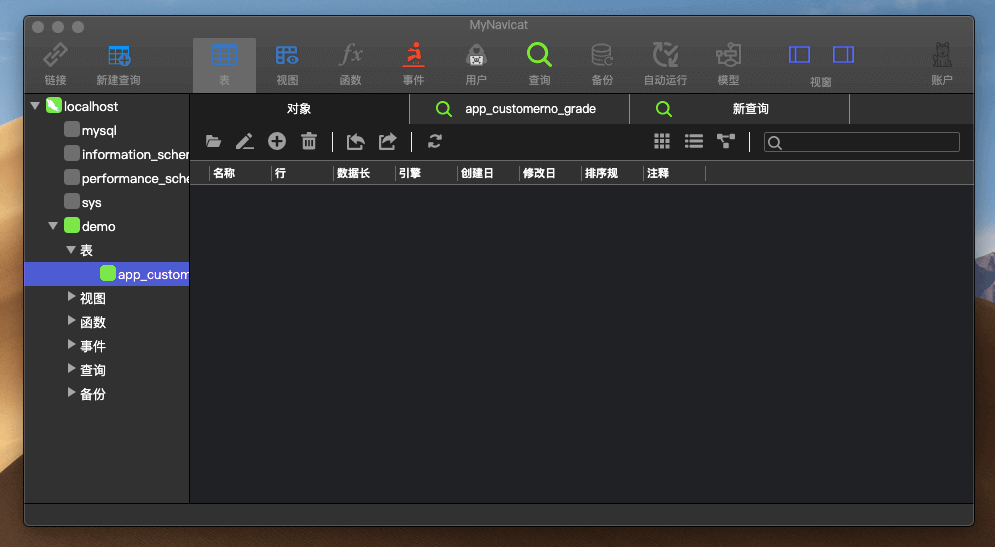 MyNavicat
链接 新建查询 表 视图 函数 事件 用户 查询 备份 自动运行 模型 视窗 账户
localhost
mysql
information_scher
performance_sche
sys
demo
表
app_custom
视图
函数
事件
查询
备份
对象 app_customerno_grade 新查询
名称 行 数据长 引擎 创建日 修改日 排序规 注释